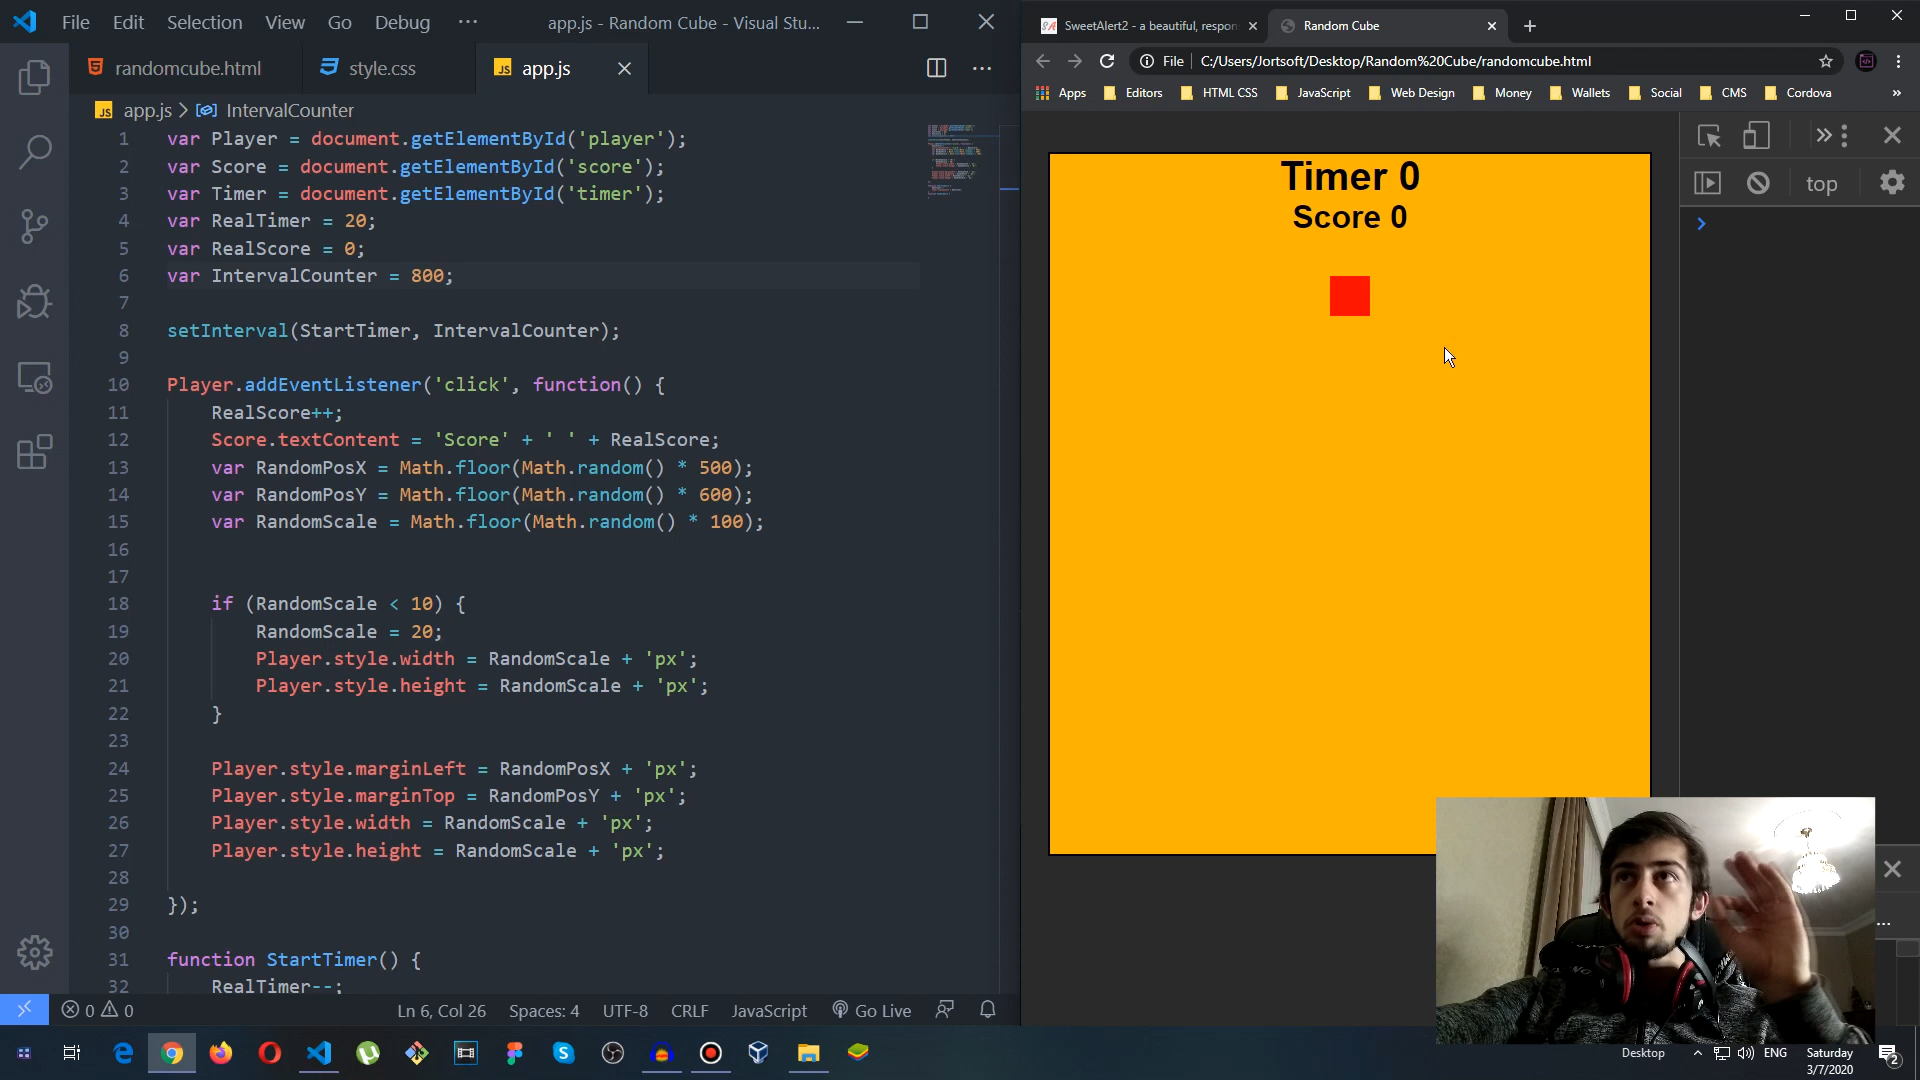 File Edit Selection View Go Debug ··· app.js - Random Cube - Visual Stu...
randomcube.html style.css JS app.js
JS app.js > IntervalCounter
1 var Player = document.getElementById('player');
2 var Score = document.getElementById('score');
3 var Timer = document.getElementById('timer');
4 var RealTimer = 20;
5 var RealScore = 0;
6 var IntervalCounter = 800;
7
8 setInterval(StartTimer, IntervalCounter);
9
10 Player.addEventListener('click', function() {
11 RealScore++;
12 Score.textContent = 'Score' + ' ' + RealScore;
13 var RandomPosX = Math.floor(Math.random() * 500);
14 var RandomPosY = Math.floor(Math.random() * 600);
15 var RandomScale = Math.floor(Math.random() * 100);
16
17
18 if (RandomScale < 10) {
19 RandomScale = 20;
20 Player.style.width = RandomScale + 'px';
21 Player.style.height = RandomScale + 'px';
22 }
23
24 Player.style.marginLeft = RandomPosX + 'px';
25 Player.style.marginTop = RandomPosY + 'px';
26 Player.style.width = RandomScale + 'px';
27 Player.style.height = RandomScale + 'px';
28
29 });
30
31 function StartTimer() {
32 RealTimer--;
0 0 Ln 6, Col 26 Spaces: 4 UTF-8 CRLF JavaScript Go Live
SweetAlert2 - a beautiful, respon Random Cube
File C:/Users/Jortsoft/Desktop/Random%20Cube/randomcube.html
Apps Editors HTML CSS JavaScript Web Design Money Wallets Social CMS Cordova »
top
Timer 0
Score 0
Desktop ENG Saturday
3/7/2020
2